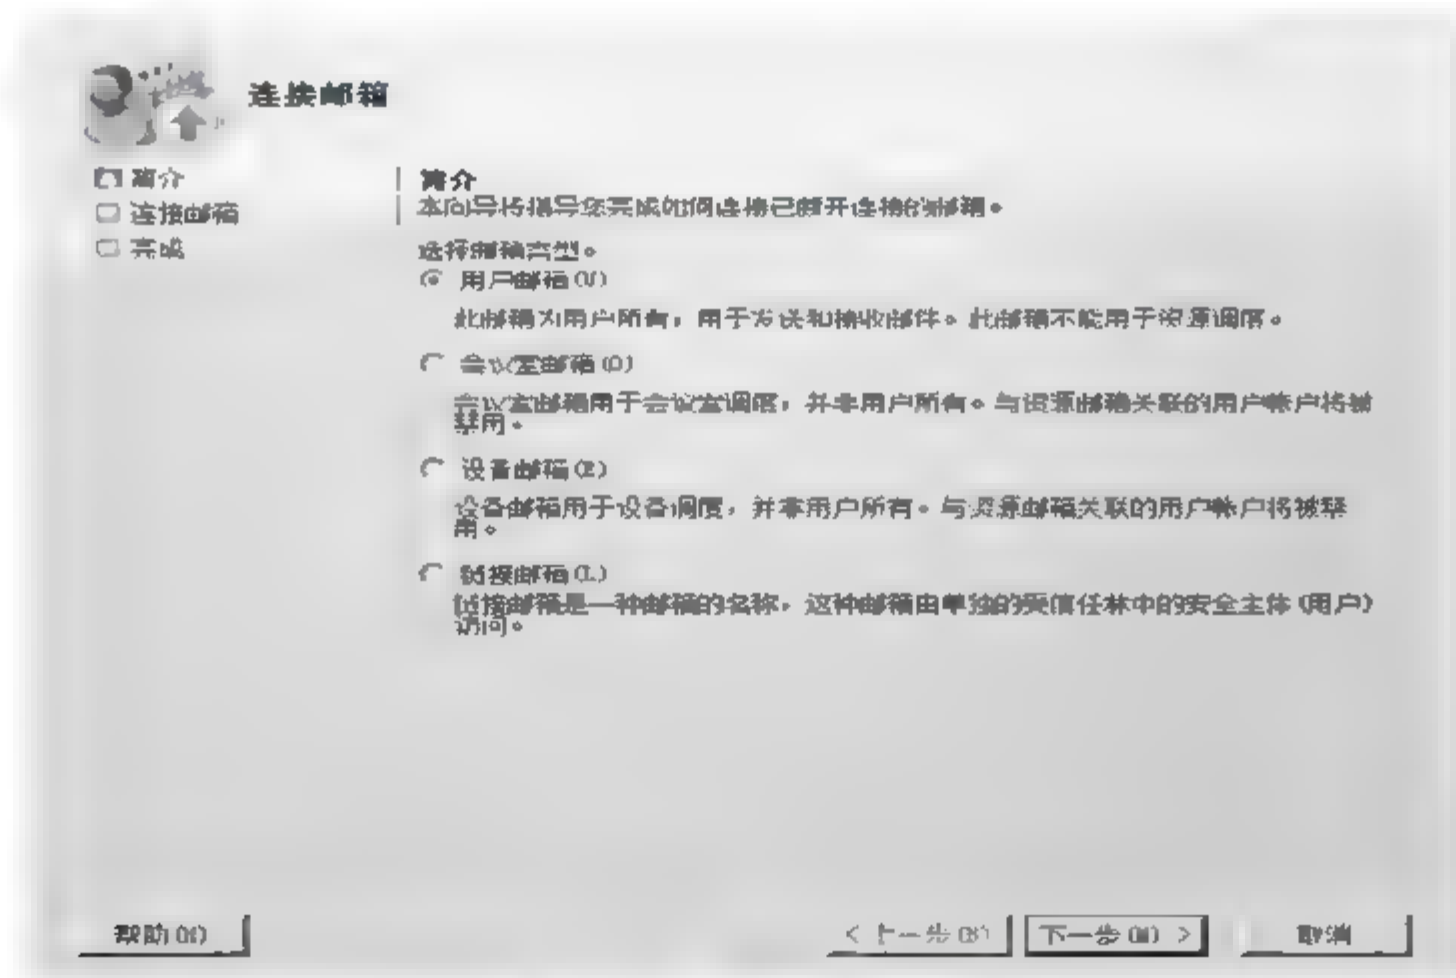 连接邮箱
简介
连接邮箱
完成
简介
本向导将指导您完成如何连接已断开连接的邮箱。
选择邮箱类型。
用户邮箱(U)
此邮箱为用户所有，用于发送和接收邮件。此邮箱不能用于资源调度。
会议室邮箱(O)
会议室邮箱用于会议室调度，并非用户所有。与资源邮箱关联的用户帐户将被
禁用。
设备邮箱(E)
设备邮箱用于设备调度，并非用户所有。与资源邮箱关联的用户帐户将被禁
用。
链接邮箱(L)
链接邮箱是一种邮箱的名称，这种邮箱由单独的受信任林中的安全主体(用户)
访问。
帮助(H)
< 上一步(B)
下一步(N) >
取消